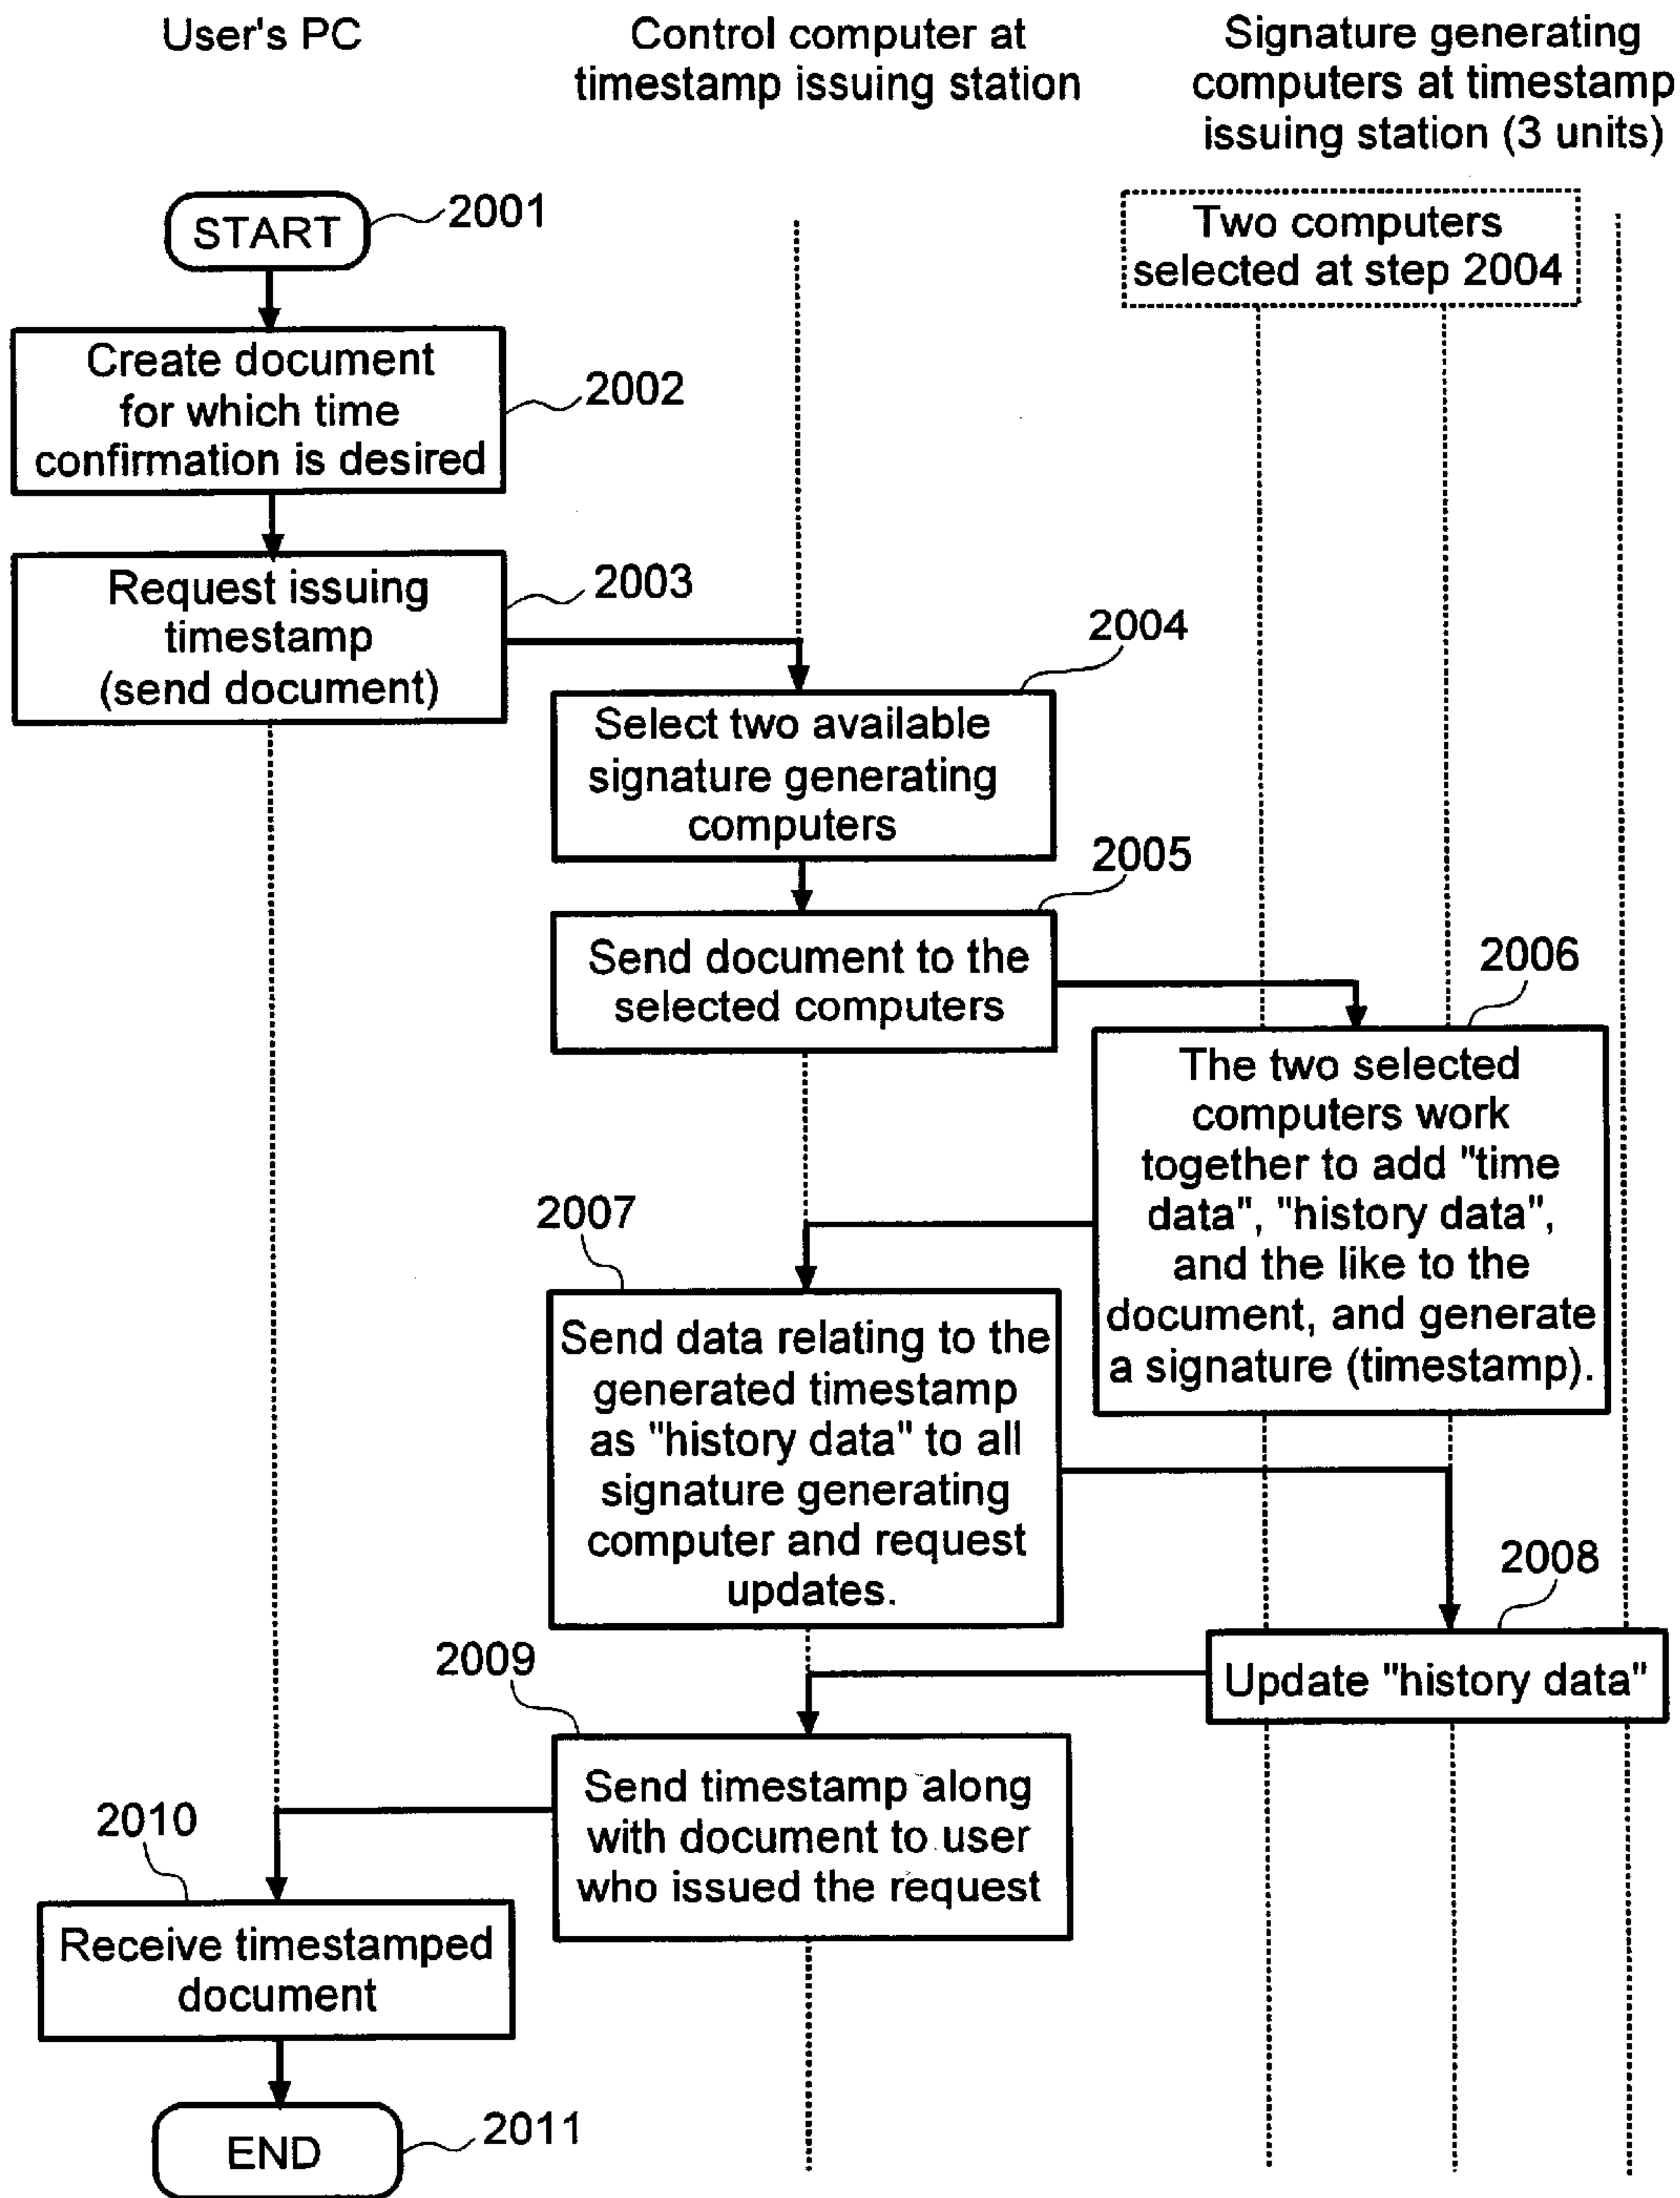 User's PC
Control computer at
timestamp issuing station
Signature generating
computers at timestamp
issuing station (3 units)
START
2001
Two computers
selected at step 2004
Create document
for which time
confirmation is desired
2002
Request issuing
timestamp
(send document)
2003
2004
Select two available
signature generating
computers
2005
Send document to the
selected computers
2006
The two selected
computers work
together to add "time
data", "history data",
and the like to the
document, and generate
a signature (timestamp).
2007
Send data relating to the
generated timestamp
as "history data" to all
signature generating
computer and request
updates.
2008
Update "history data"
2009
Send timestamp along
with document to user
who issued the request
2010
Receive timestamped
document
END
2011